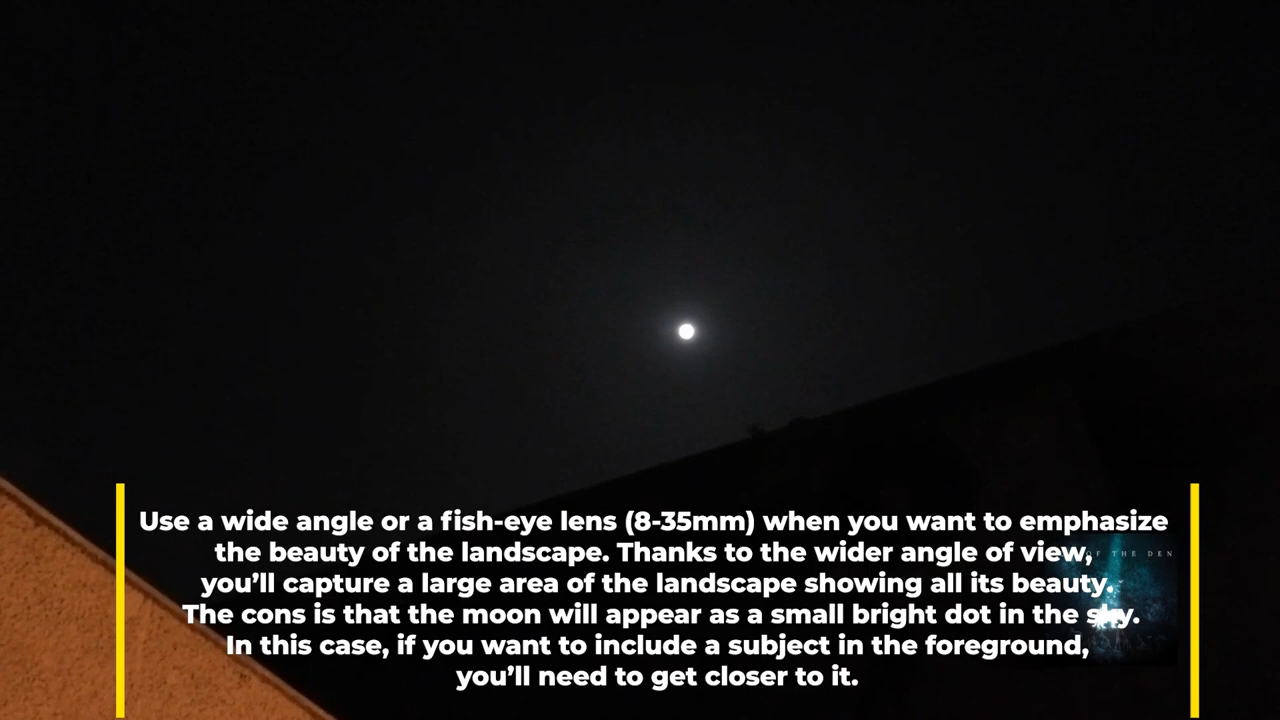 Use a wide angle or a fish-eye lens (8-35mm) when you want to emphasize
the beauty of the landscape. Thanks to the wider angle of view,
you’ll capture a large area of the landscape showing all its beauty.
The cons is that the moon will appear as a small bright dot in the sky.
In this case, if you want to include a subject in the foreground,
you’ll need to get closer to it.
OF THE DEN